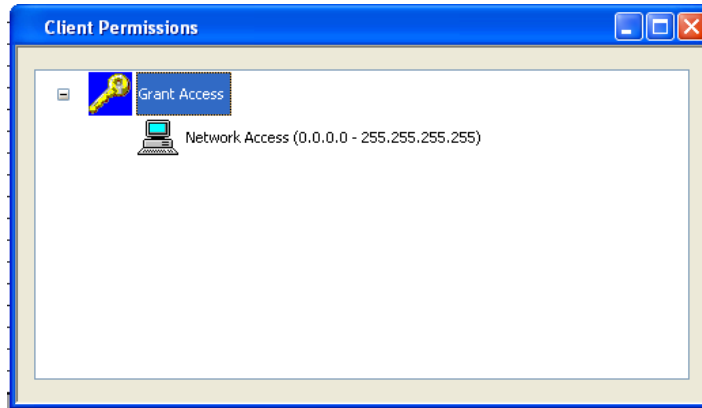 Client Permissions
Grant Access
Network Access (0.0.0.0 - 255.255.255.255)